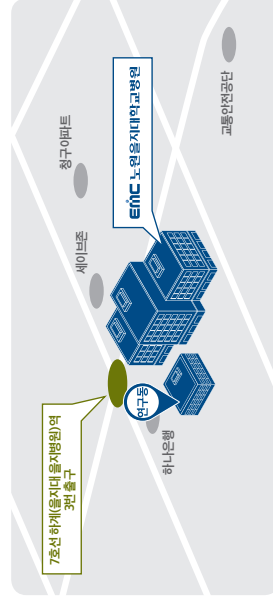 교통안전공단
EMC 노원을지대학교병원
청구아파트
세이브존
7호선 하계(을지대 을지병원)역
3번 출구
연구동
하나은행